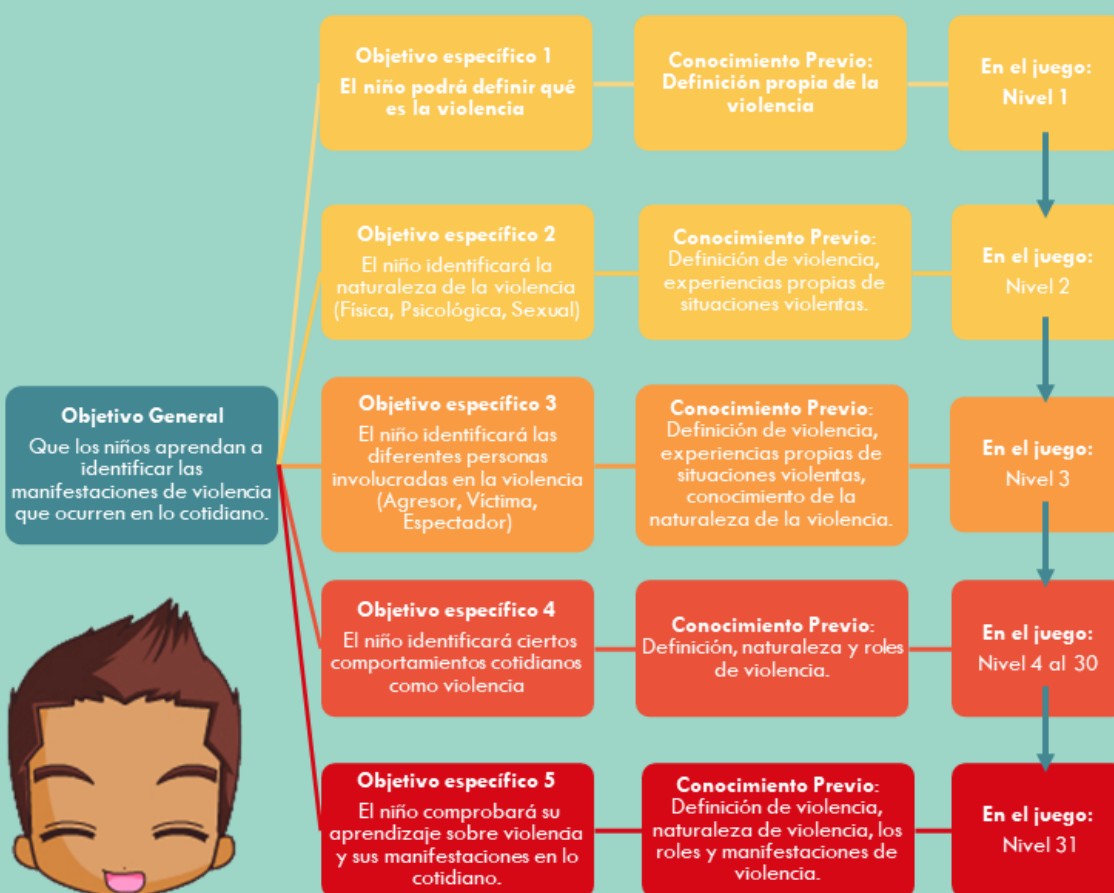 Objetivo General
Que los niños aprendan a
identificar las
manifestaciones de violencia
que ocurren en lo cotidiano.
Objetivo específico 1
El niño podrá definir qué
es la violencia
Conocimiento Previo:
Definición propia de la
violencia
En el juego:
Nivel 1
Objetivo específico 2
El niño identificará la
naturaleza de la violencia
(Física, Psicológica, Sexual)
Conocimiento Previo:
Definición de violencia,
experiencias propias de
situaciones violentas.
En el juego:
Nivel 2
Objetivo específico 3
El niño identificará las
diferentes personas
involucradas en la violencia
(Agresor, Víctima,
Espectador)
Conocimiento Previo:
Definición de violencia,
experiencias propias de
situaciones violentas,
conocimiento de la
naturaleza de la violencia.
En el juego:
Nivel 3
Objetivo específico 4
El niño identificará ciertos
comportamientos cotidianos
como violencia
Conocimiento Previo:
Definición, naturaleza y roles
de violencia.
En el juego:
Nivel 4 al 30
Objetivo específico 5
El niño comprobará su
aprendizaje sobre violencia
y sus manifestaciones en lo
cotidiano.
Conocimiento Previo:
Definición de violencia,
naturaleza de violencia, los
roles y manifestaciones de
violencia.
En el juego:
Nivel 31